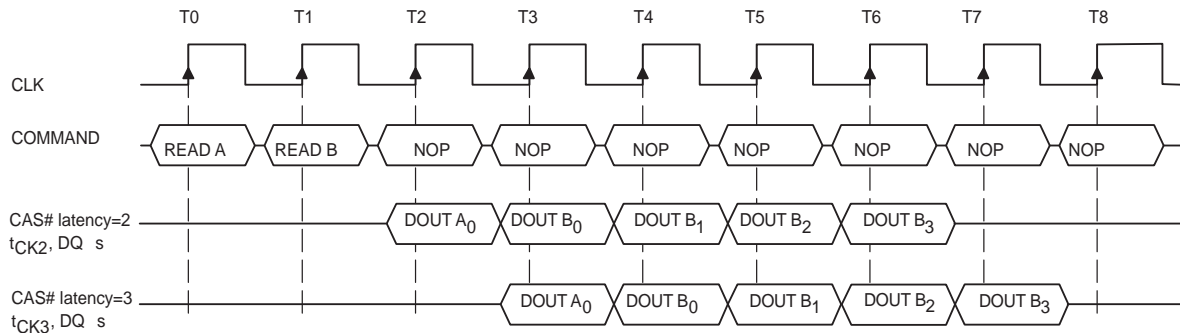 T0 T1 T2 T3 T4 T5 T6 T7 T8
CLK
COMMAND READ A READ B NOP NOP NOP NOP NOP NOP NOP
CAS# latency=2 DOUT A0 DOUT B0 DOUT B1 DOUT B2 DOUT B3
tCK2, DQ s
CAS# latency=3 DOUT A0 DOUT B0 DOUT B1 DOUT B2 DOUT B3
tCK3, DQ s